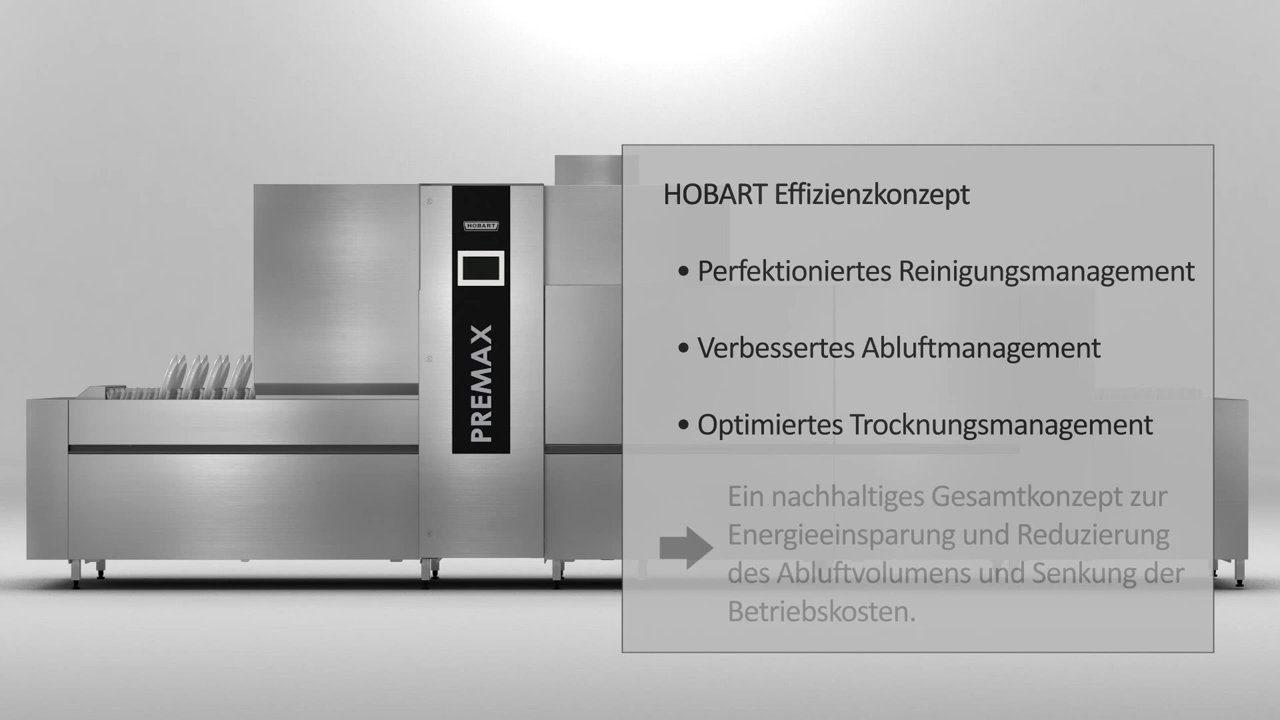 HOBART Effizienzkonzept
• Perfektioniertes Reinigungsmanagement
• Verbessertes Abluftmanagement
• Optimiertes Trocknungsmanagement
Ein nachhaltiges Gesamtkonzept zur
Energieeinsparung und Reduzierung
des Abluftvolumens und Senkung der
Betriebskosten.
HOBART
PREMAX